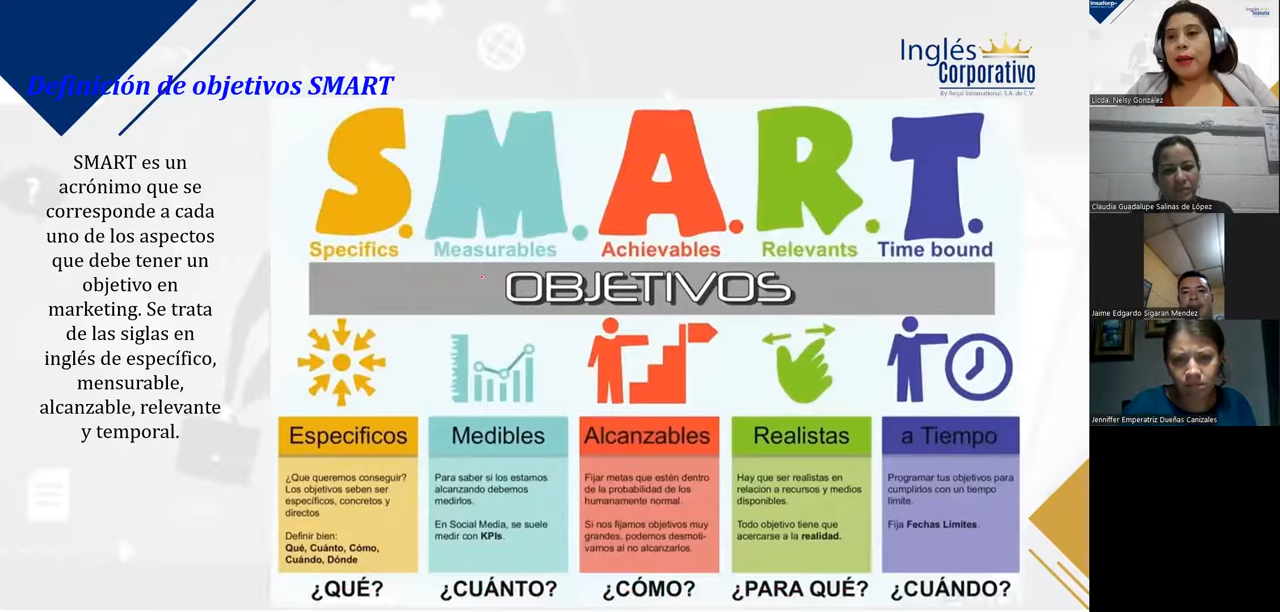 Definición de objetivos SMART
Inglés
Corporativo
By Regal International, S.A. de C.V.
SMART es un
acrónimo que se
corresponde a cada
uno de los aspectos
que debe tener un
objetivo en
marketing. Se trata
de las siglas en
inglés de específico,
mensurable,
alcanzable, relevante
y temporal.
S. M. A. R. T.
Specifics
Measurables
Achievables
Relevants
Time bound
OBJETIVOS
Especificos
¿Que queremos conseguir?
Los objetivos seben ser
especificos, concretos y
directos
Definir bien:
Qué, Cuánto, Cómo,
Cuándo, Dónde
¿QUÉ?
Medibles
Para saber si los estamos
alcanzando debemos
medirlos.
En Social Media, se suele
medir con KPIs.
¿CUÁNTO?
Alcanzables
Fijar metas que estén dentro
de la probabilidad de los
humanamente normal.
Si nos fijamos objetivos muy
grandes, podemos desmoti-
varnos al no alcanzarlos.
¿CÓMO?
Realistas
Hay que ser realistas en
relacion a recursos y medios
disponibles.
Todo objetivo tiene que
acercarse a la realidad.
¿PARA QUÉ?
a Tiempo
Programar tus objetivos para
cumplirlos con un tiempo
limite.
Fija Fechas Límites.
¿CUÁNDO?
Insaforp
Licda. Nelsy González
Claudia Guadalupe Salinas de López
Jaime Edgardo Sigaran Mendez
Jenniffer Emperatriz Dueñas Canizales